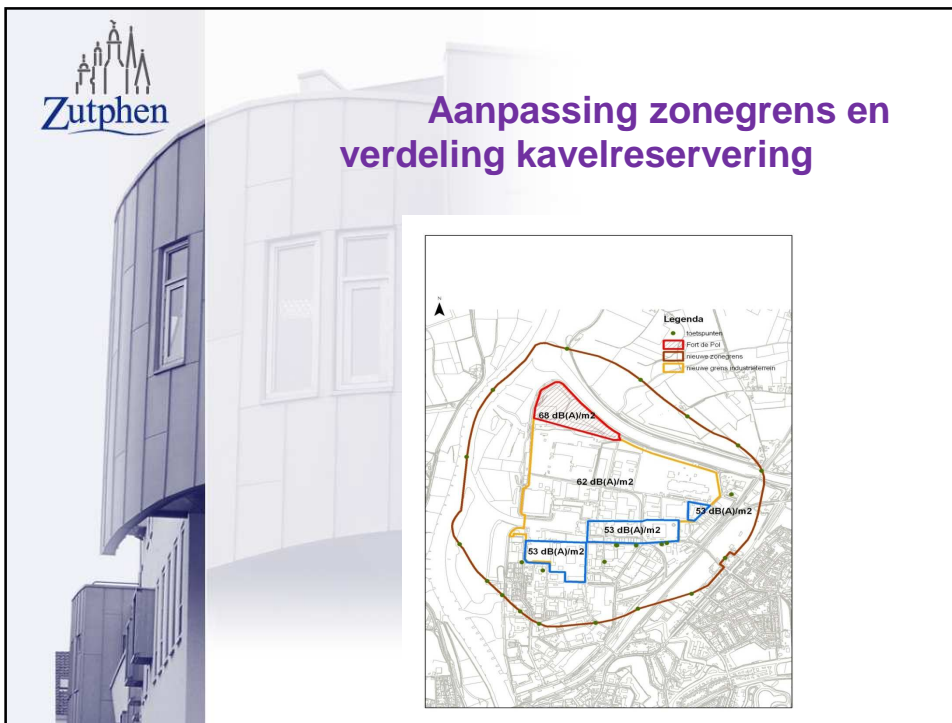 Zutphen
Aanpassing zonegrens en
verdeling kavelreservering
N
Legenda
toetspunten
Fort de Pol
nieuwe zonegrens
nieuwe grens industrieterrein
68 dB(A)/m2
62 dB(A)/m2
53 dB(A)/m2
53 dB(A)/m2
53 dB(A)/m2